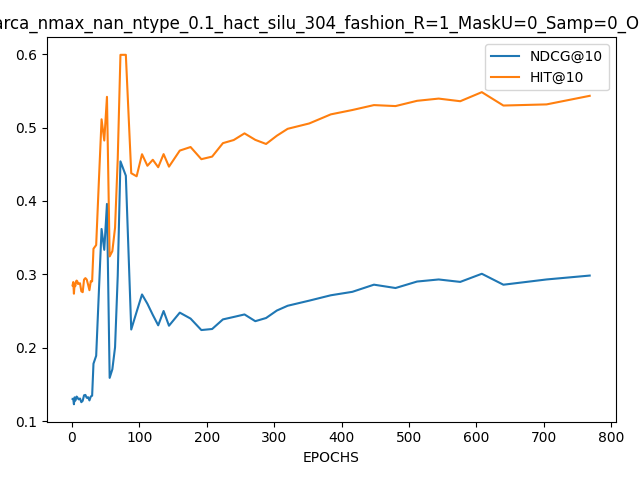 arca_nmax_nan_ntype_0.1_hact_silu_304_fashion_R=1_MaskU=0_Samp=0_O
NDCG@10
HIT@10
0.6
0.5
0.4
0.3
0.2
0.1
0 100 200 300 400 500 600 700 800
EPOCHS